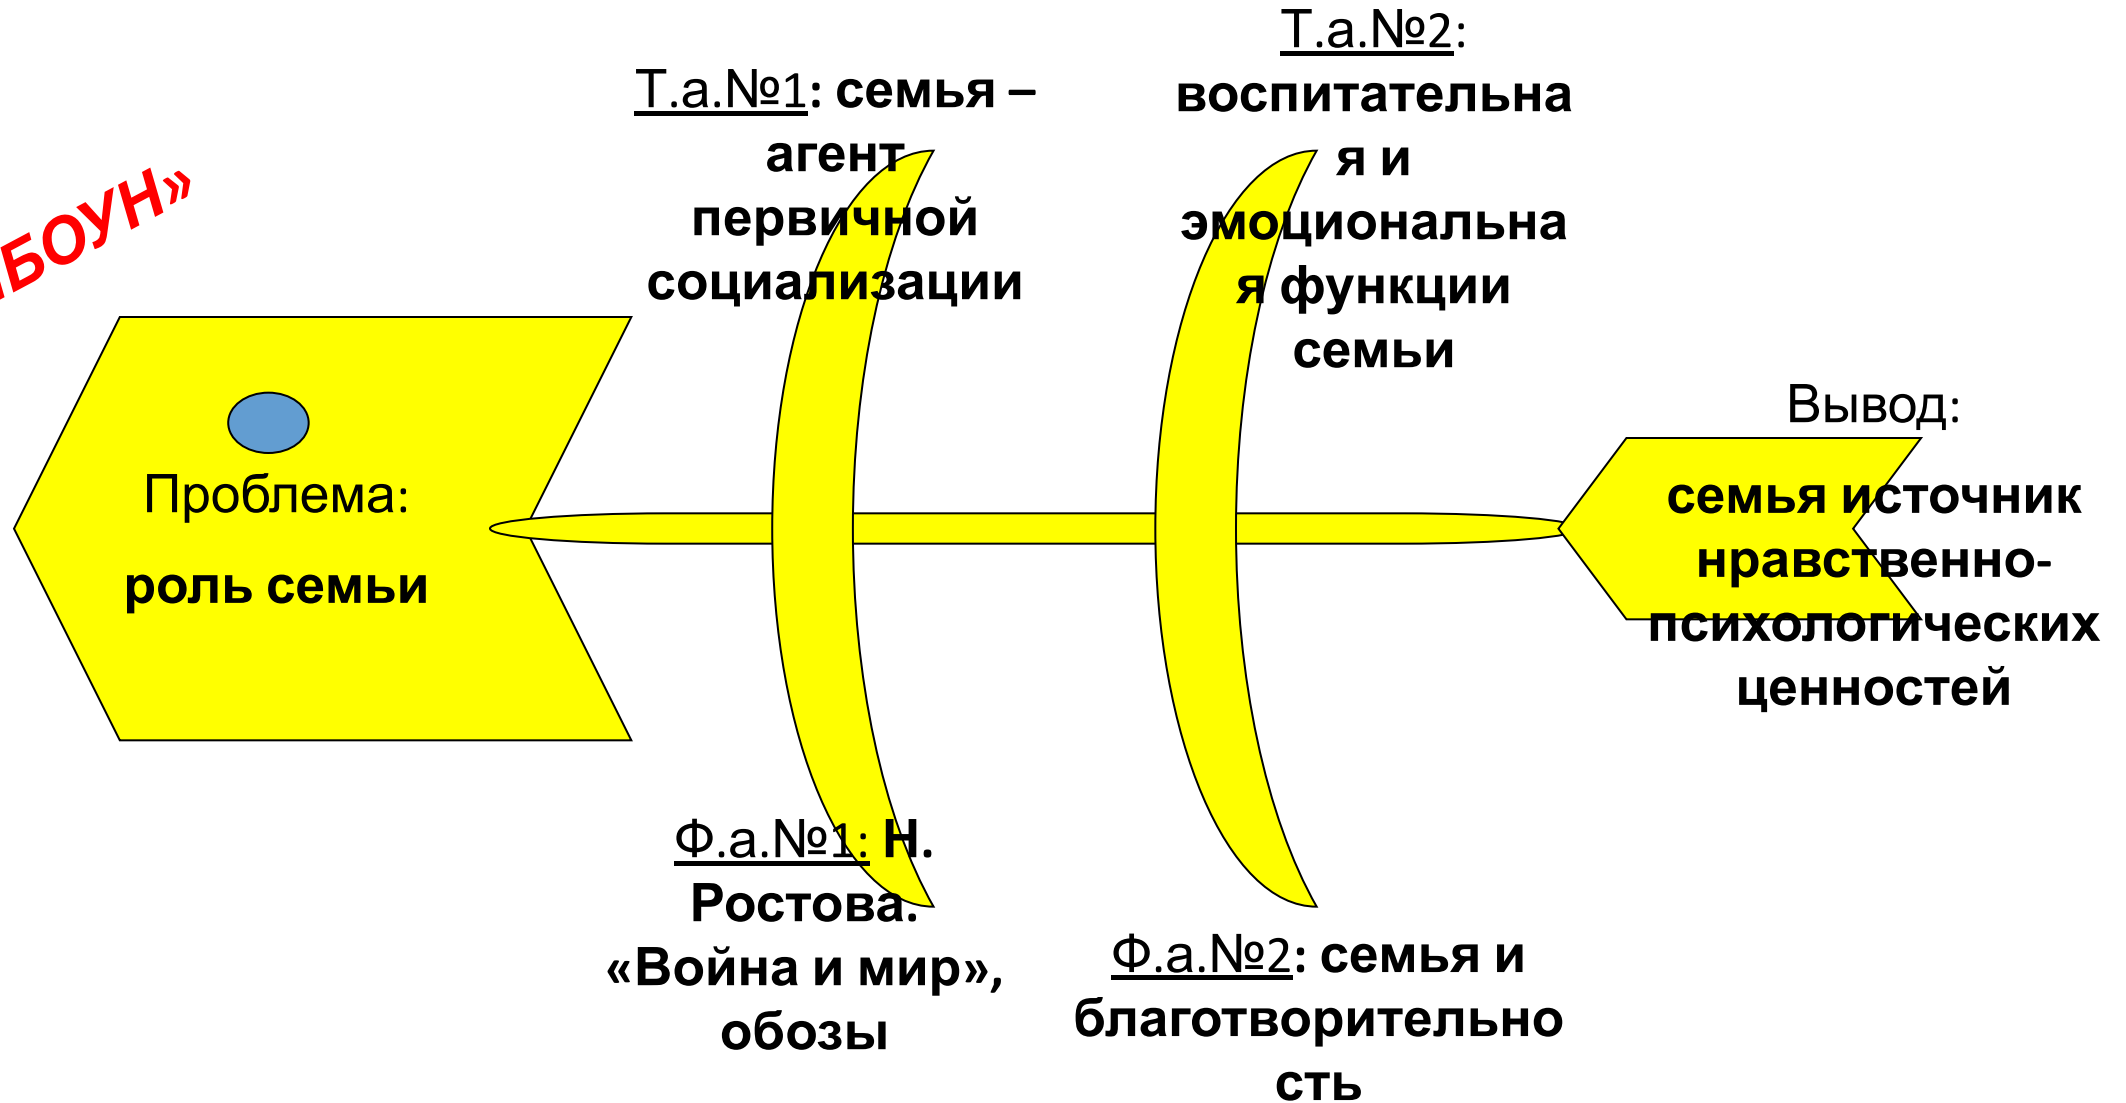 БОУН»
Т.а.№1: семья –
агент
первичной
социализации
Т.а.№2:
воспитательна
я и
эмоциональна
я функции
семьи
Проблема:
роль семьи
Вывод:
семья источник
нравственно-
психологических
ценностей
Ф.а.№1: Н.
Ростова.
«Война и мир»,
обозы
Ф.а.№2: семья и
благотворительно
сть